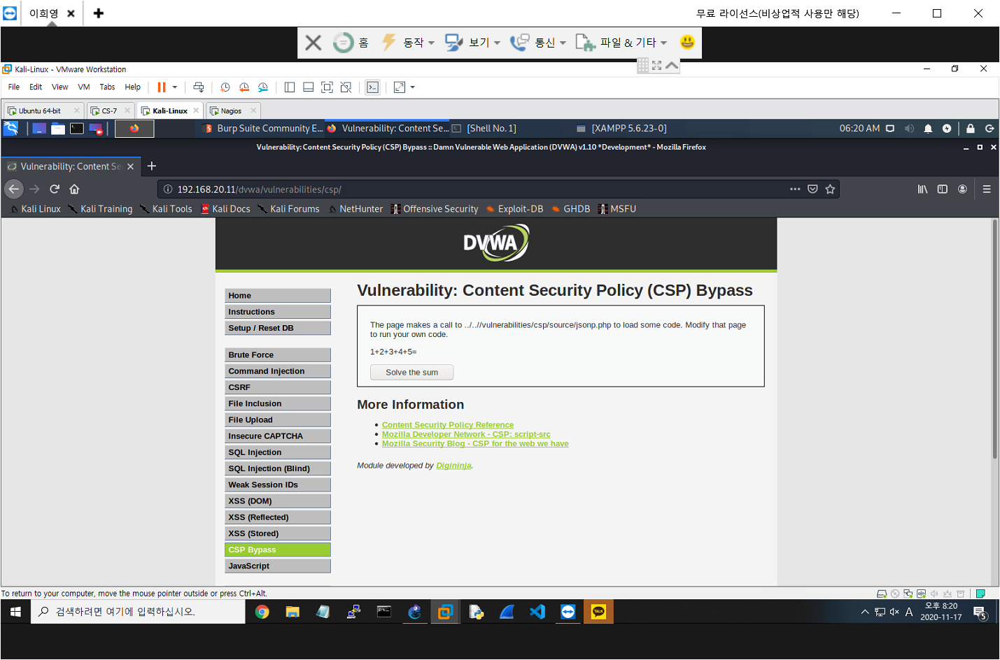 이희영
무료 라이선스(비상업적 사용만 해당)
홈 동작 보기 통신 파일 & 기타
Kali-Linux - VMware Workstation
File Edit View VM Tabs Help
Ubuntu 64-bit CS-7 Kali-Linux Nagios
Burp Suite Community E... Vulnerability: Content Se... [Shell No. 1] [XAMPP 5.6.23-0] 06:20 AM
Vulnerability: Content Security Policy (CSP) Bypass :: Damn Vulnerable Web Application (DVWA) v1.10 *Development* - Mozilla Firefox
Vulnerability: Content Se
192.168.20.11/dvwa/vulnerabilities/csp/
Kali Linux Kali Training Kali Tools Kali Docs Kali Forums NetHunter Offensive Security Exploit-DB GHDB MSFU
DVWA
Home
Instructions
Setup / Reset DB
Brute Force
Command Injection
CSRF
File Inclusion
File Upload
Insecure CAPTCHA
SQL Injection
SQL Injection (Blind)
Weak Session IDs
XSS (DOM)
XSS (Reflected)
XSS (Stored)
CSP Bypass
JavaScript
Vulnerability: Content Security Policy (CSP) Bypass
The page makes a call to ../..//vulnerabilities/csp/source/jsonp.php to load some code. Modify that page
to run your own code.
1+2+3+4+5=
Solve the sum
More Information
Content Security Policy Reference
Mozilla Developer Network - CSP: script-src
Mozilla Security Blog - CSP for the web we have
Module developed by Digininja.
To return to your computer, move the mouse pointer outside or press Ctrl+Alt.
검색하려면 여기에 입력하십시오.
TALK
A
오후 8:20
2020-11-17
5